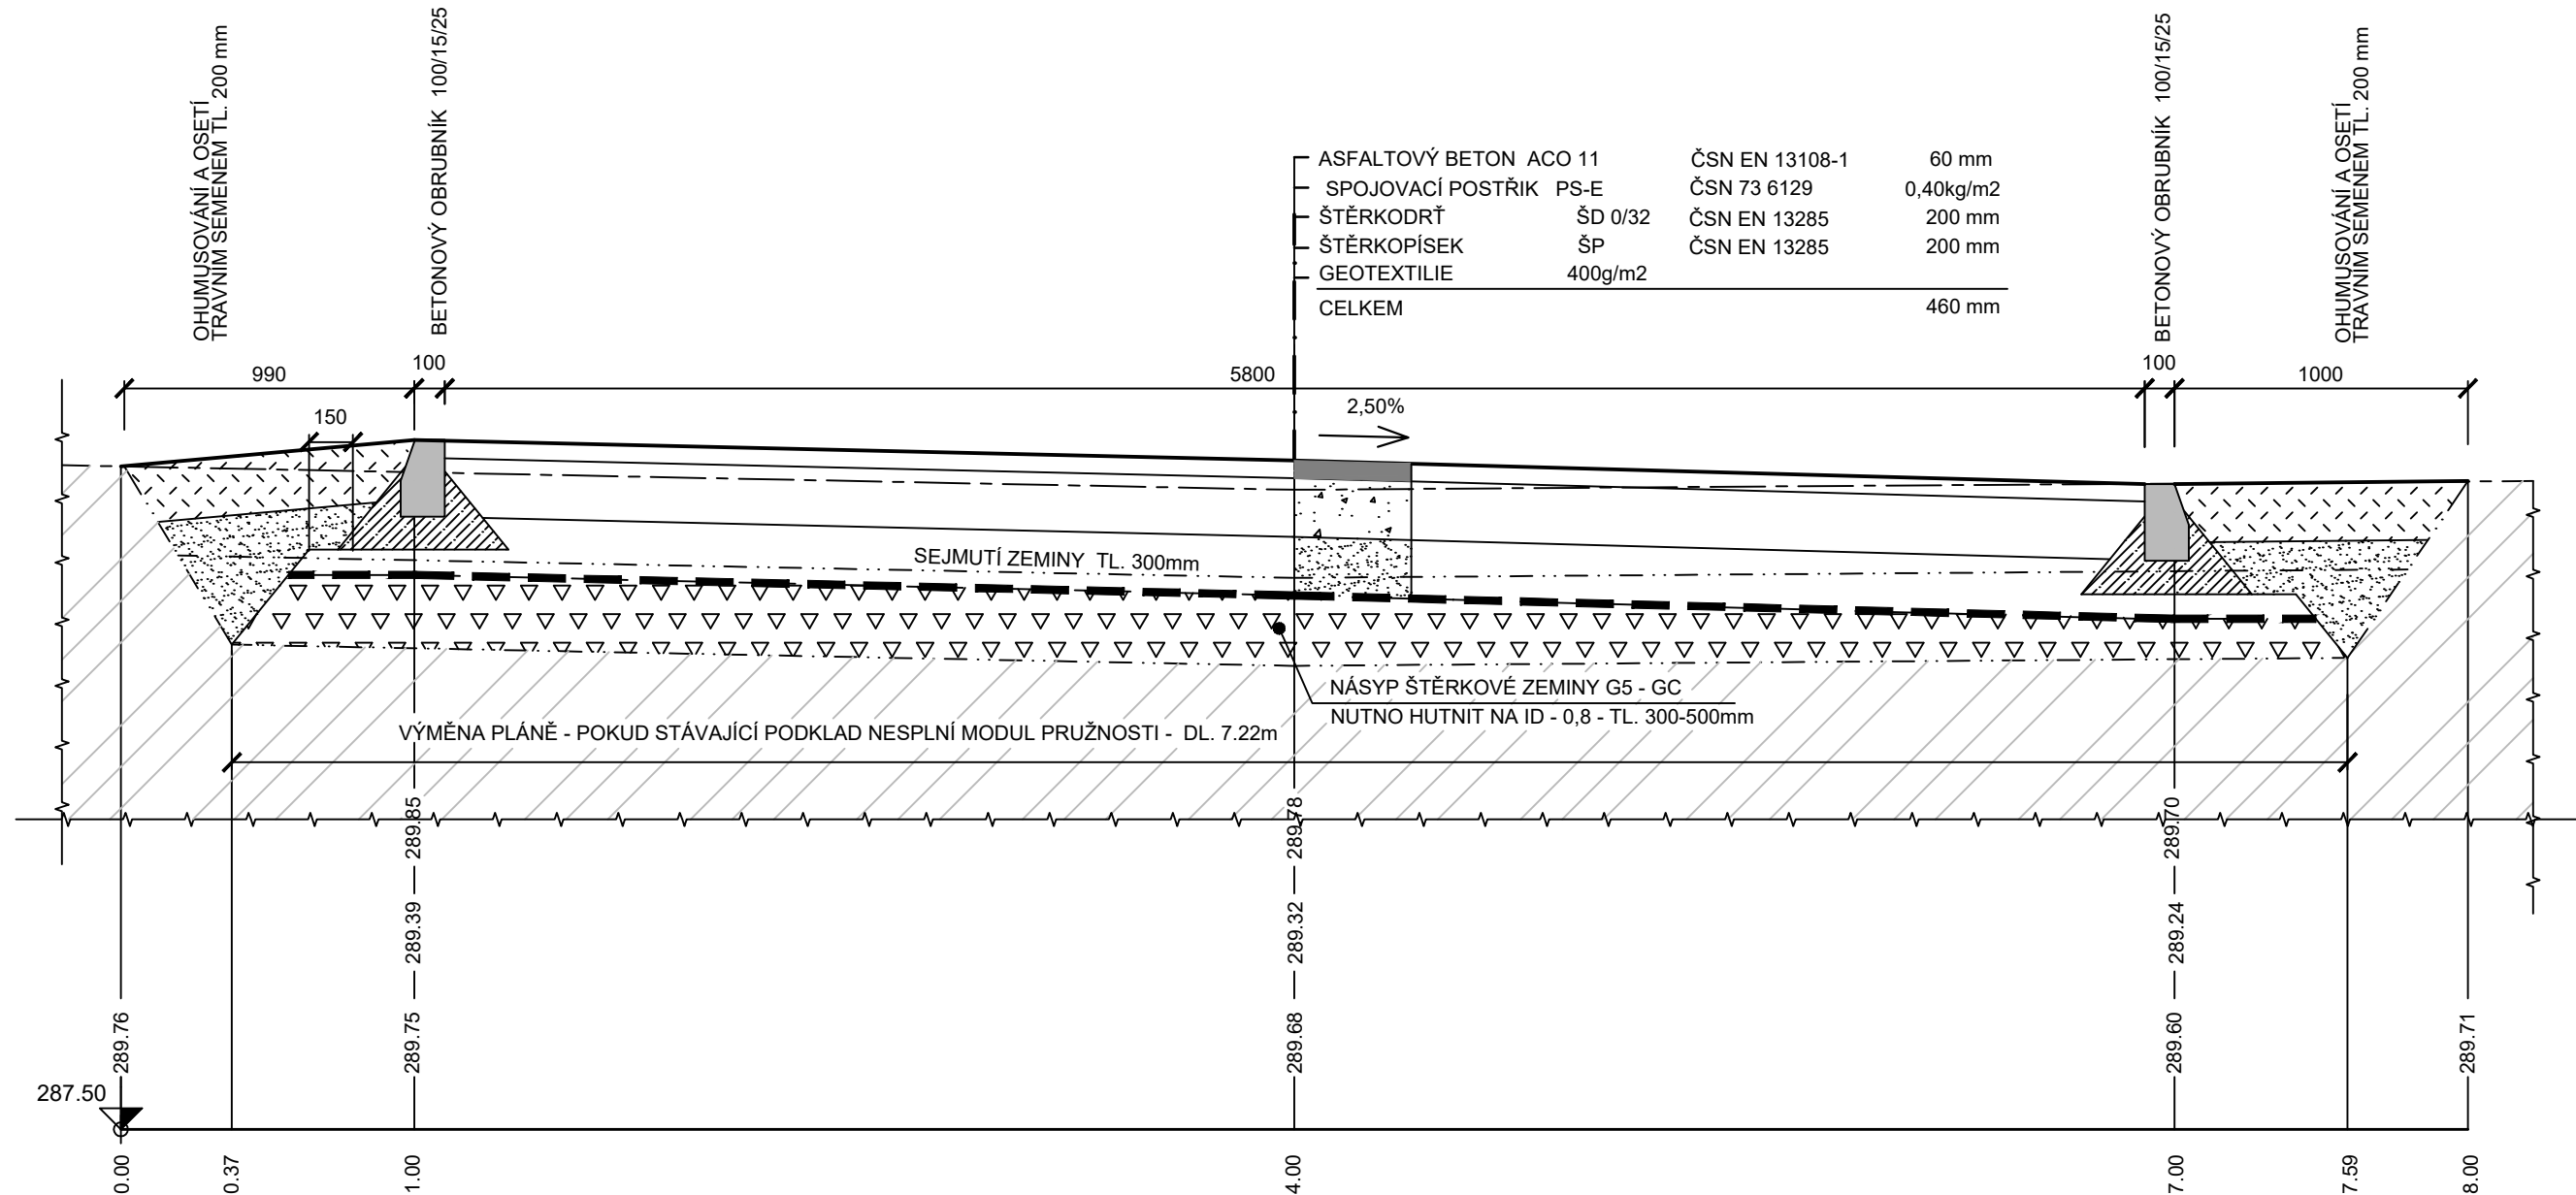 OHUMUSOVÁNÍ A OSETÍ
TRAVNÍM SEMENEM TL. 200 mm
BETONOVÝ OBRUBNÍK 100/15/25
ASFALTOVÝ BETON ACO 11 ČSN EN 13108-1 60 mm
SPOJOVACÍ POSTŘIK PS-E ČSN 73 6129 0,40kg/m2
ŠTĚRKODRŤ ŠD 0/32 ČSN EN 13285 200 mm
ŠTĚRKOPÍSEK ŠP ČSN EN 13285 200 mm
GEOTEXTILIE 400g/m2
CELKEM 460 mm
BETONOVÝ OBRUBNÍK 100/15/25
OHUMUSOVÁNÍ A OSETÍ
TRAVNÍM SEMENEM TL. 200 mm
990 100 5800 100 1000
150
2,50%
SEJMUTÍ ZEMINY TL. 300mm
NÁSYP ŠTĚRKOVÉ ZEMINY G5 - GC
NUTNO HUTNIT NA ID - 0,8 - TL. 300-500mm
VÝMĚNA PLÁNĚ - POKUD STÁVAJÍCÍ PODKLAD NESPLNÍ MODUL PRUŽNOSTI - DL. 7.22m
289.85 289.78 289.70
289.39 289.32 289.24
289.76 289.75 289.68 289.60 289.71
287.50
0.00 0.37 1.00 4.00 7.00 7.59 8.00